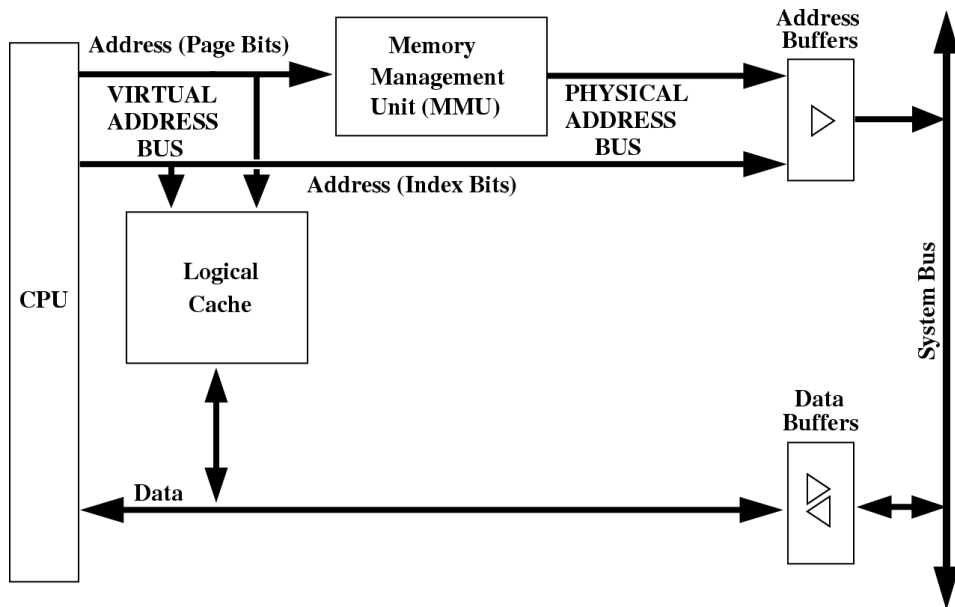 Address (Page Bits)
VIRTUAL
ADDRESS
BUS
Memory
Management
Unit (MMU)
PHYSICAL
ADDRESS
BUS
Address
Buffers
Address (Index Bits)
Logical
Cache
CPU
System Bus
Data
Buffers
Data